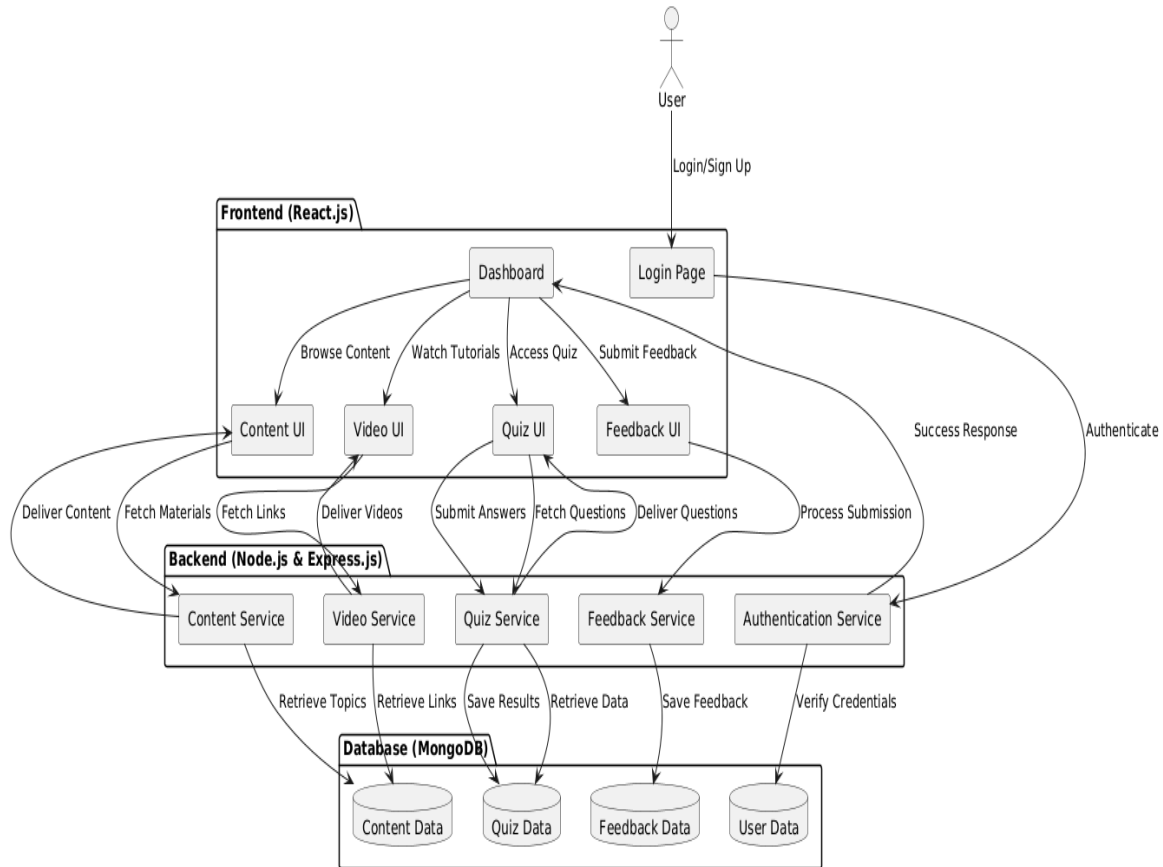 User
Login/Sign Up
Frontend (React.js)
Dashboard
Login Page
Browse Content
Watch Tutorials
Access Quiz
Submit Feedback
Success Response
Authenticate
Content UI
Video UI
Quiz UI
Feedback UI
Deliver Content
Fetch Materials
Fetch Links
Deliver Videos
Submit Answers
Fetch Questions
Deliver Questions
Process Submission
Backend (Node.js & Express.js)
Content Service
Video Service
Quiz Service
Feedback Service
Authentication Service
Retrieve Topics
Retrieve Links
Save Results
Retrieve Data
Save Feedback
Verify Credentials
Database (MongoDB)
Content Data
Quiz Data
Feedback Data
User Data